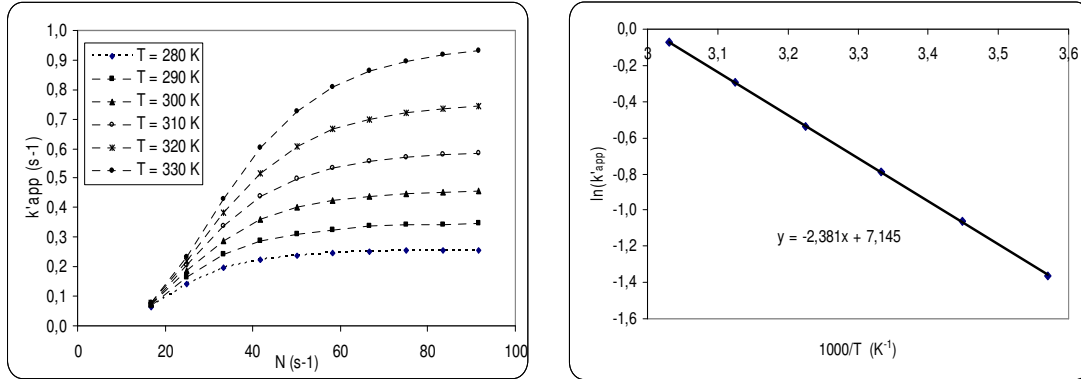 1,0
0,9
0,8
0,7
0,6
0,5
0,4
0,3
0,2
0,1
0,0
k'app (s-1)
T = 280 K
T = 290 K
T = 300 K
T = 310 K
T = 320 K
T = 330 K
0 20 40 60 80 100
N (s-1)
0,0
-0,2
-0,4
-0,6
-0,8
-1,0
-1,2
-1,4
-1,6
ln(k'app)
3 3,1 3,2 3,3 3,4 3,5 3,6
y = -2,381x + 7,145
1000/T (K-1)